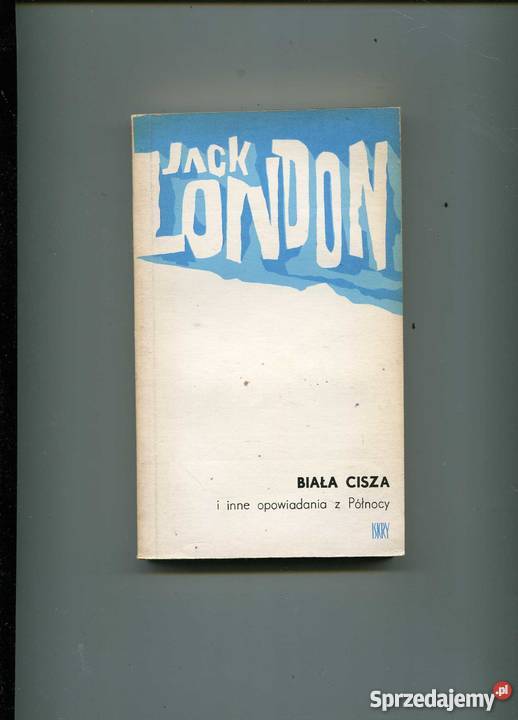 JACK
LONDON
BIAŁA CISZA
i inne opowiadania z Północy
ISKRY
Sprzedajemy.pl